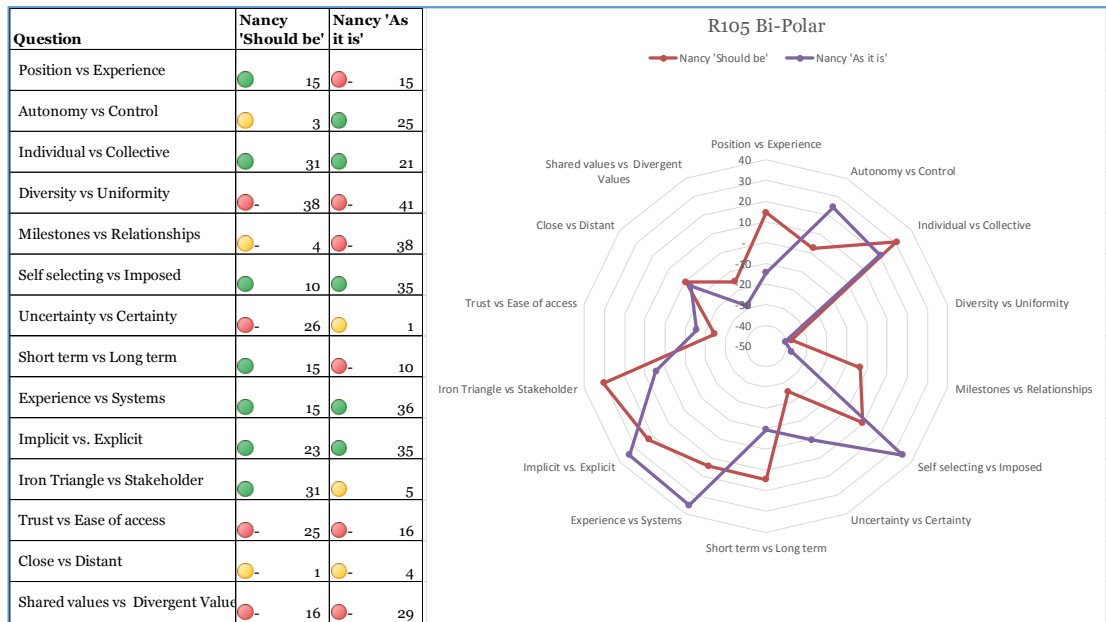 Question Nancy 'Should be' Nancy 'As it is'
Position vs Experience 15 - 15
Autonomy vs Control 3 25
Individual vs Collective 31 21
Diversity vs Uniformity - 38 - 41
Milestones vs Relationships - 4 - 38
Self selecting vs Imposed 10 35
Uncertainty vs Certainty - 26 1
Short term vs Long term 15 - 10
Experience vs Systems 15 36
Implicit vs. Explicit 23 35
Iron Triangle vs Stakeholder 31 5
Trust vs Ease of access - 25 - 16
Close vs Distant - 1 - 4
Shared values vs Divergent Value - 16 - 29
R105 Bi-Polar
Nancy 'Should be' Nancy 'As it is'
Position vs Experience
Autonomy vs Control
Individual vs Collective
Diversity vs Uniformity
Milestones vs Relationships
Self selecting vs Imposed
Uncertainty vs Certainty
Short term vs Long term
Experience vs Systems
Implicit vs. Explicit
Iron Triangle vs Stakeholder
Trust vs Ease of access
Close vs Distant
Shared values vs Divergent
Values
40
30
20
10
-
-10
-20
-30
-40
-50